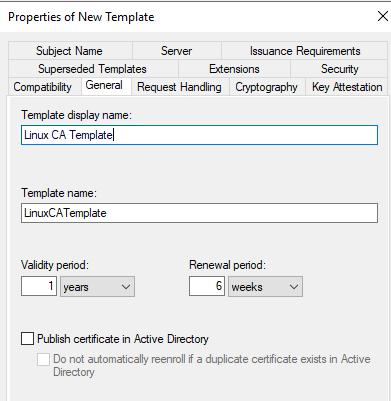 Properties of New Template
Subject Name Server Issuance Requirements
Superseded Templates Extensions Security
Compatibility General Request Handling Cryptography Key Attestation
Template display name:
Linux CA Template
Template name:
LinuxCATemplate
Validity period: Renewal period:
1 years 6 weeks
Publish certificate in Active Directory
Do not automatically reenroll if a duplicate certificate exists in Active
Directory